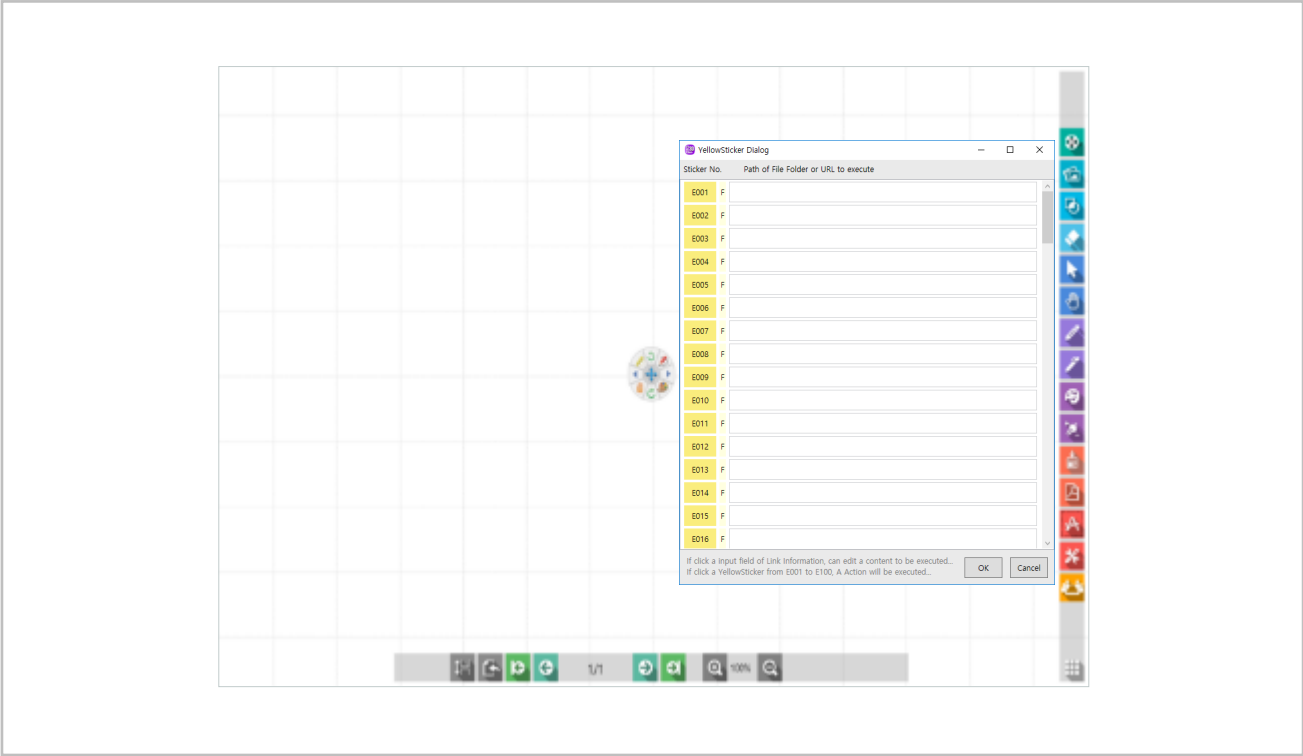 YellowSticker Dialog
Sticker No. Path of File Folder or URL to execute
E001 F
E002 F
E003 F
E004 F
E005 F
E006 F
E007 F
E008 F
E009 F
E010 F
E011 F
E012 F
E013 F
E014 F
E015 F
E016 F
If click a input field of Link Information, can edit a content to be executed...
If click a YellowSticker from E001 to E100, A Action will be executed...
OK Cancel
1/1 100%